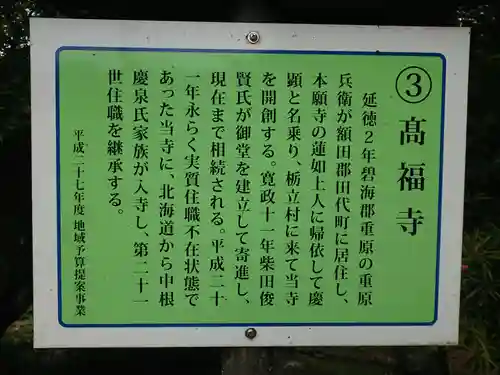 ③髙福寺
延徳2年碧海郡重原の重原
兵衛が額田郡田代町に居住し、
本願寺の蓮如上人に帰依して慶
顕と名乗り、栃立村に来て当寺
を開創する。寛政十一年柴田俊
賢氏が御堂を建立して寄進し、
現在まで相続される。平成二十
一年永らく実質住職不在状態で
あった当寺に、北海道から中根
慶泉氏家族が入寺し、第二十一
世住職を継承する。
平成二十七年度 地域予算提案事業